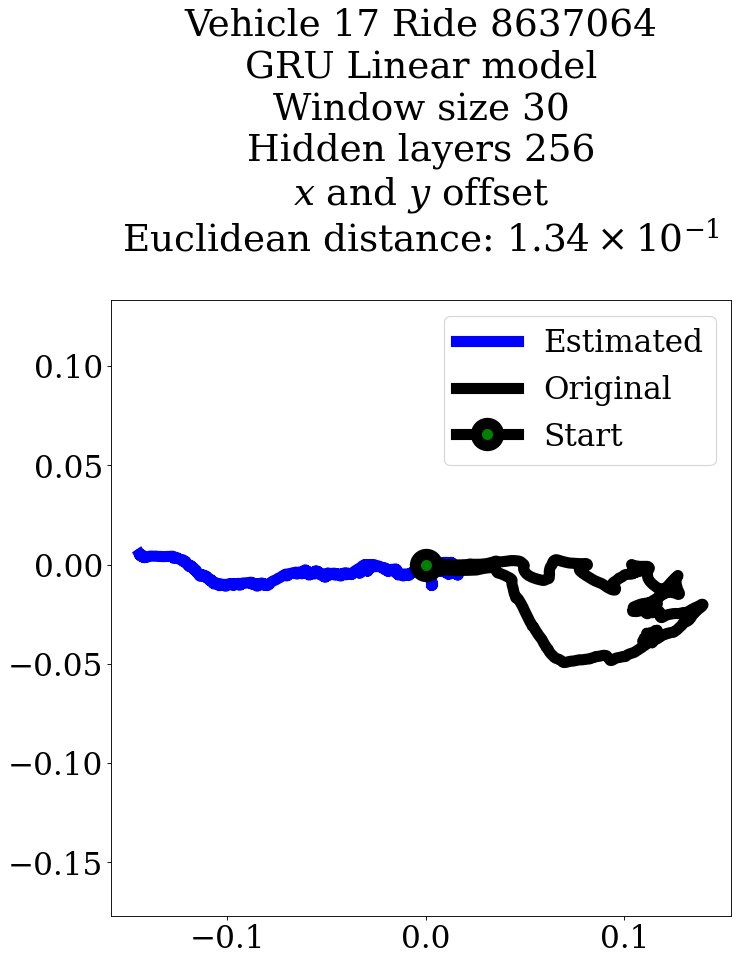 Vehicle 17 Ride 8637064
GRU Linear model
Window size 30
Hidden layers 256
x and y offset
Euclidean distance: 1.34 × 10⁻¹
Estimated
Original
Start
0.10
0.05
0.00
−0.05
−0.10
−0.15
−0.1
0.0
0.1